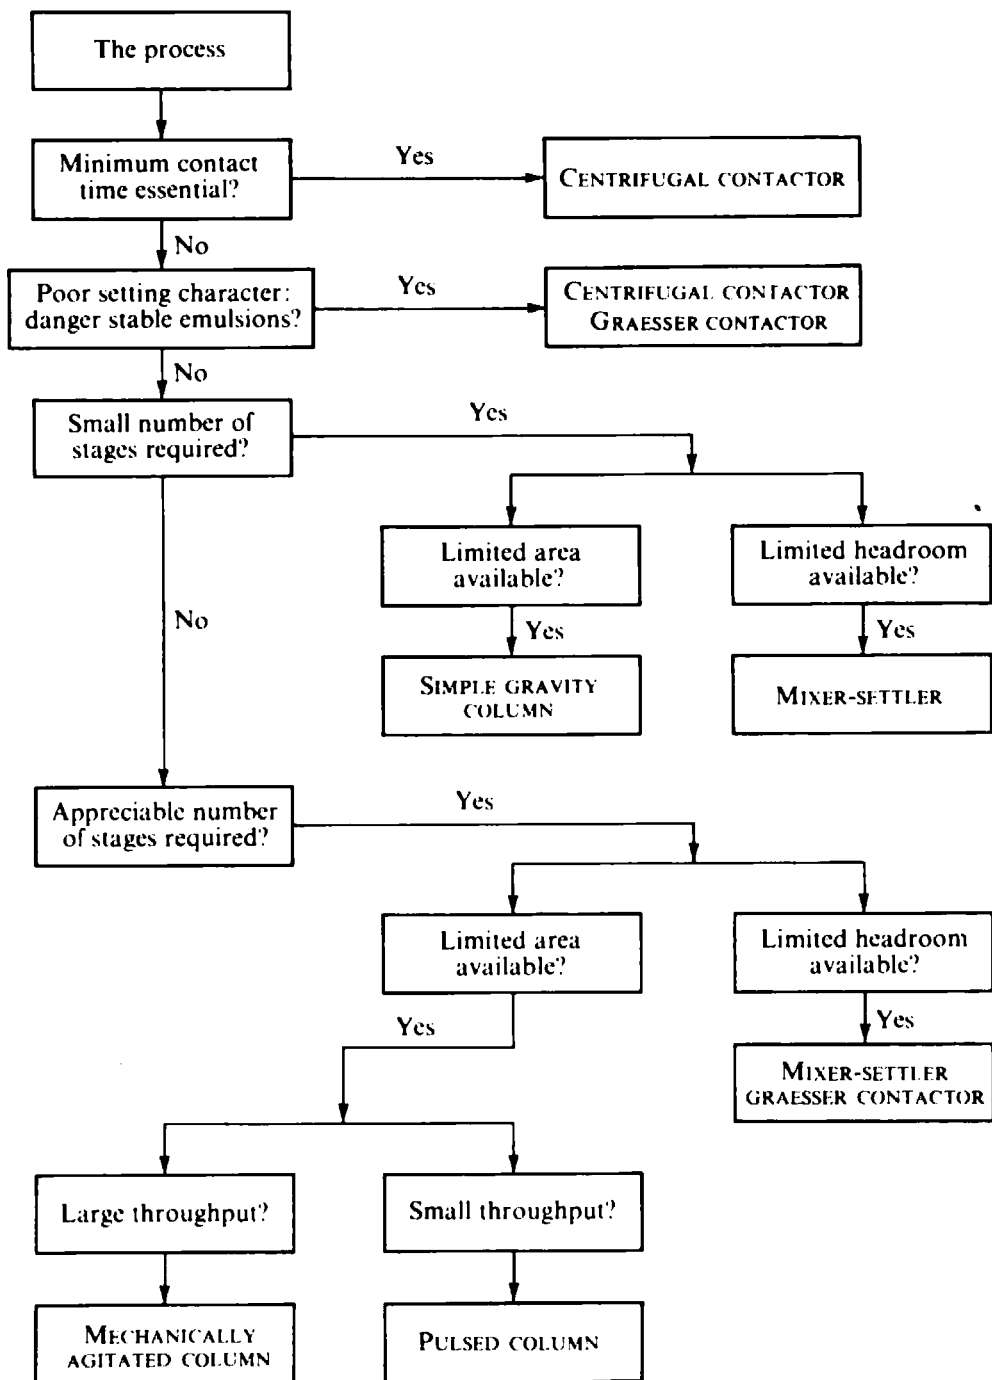 The process
Minimum contact
time essential?
Yes
CENTRIFUGAL CONTACTOR
No
Poor setting character:
danger stable emulsions?
Yes
CENTRIFUGAL CONTACTOR
GRAESSER CONTACTOR
No
Small number of
stages required?
Yes
Limited area
available?
Limited headroom
available?
No
Yes
Yes
SIMPLE GRAVITY
COLUMN
MIXER-SETTLER
Appreciable number
of stages required?
Yes
Limited area
available?
Limited headroom
available?
Yes
Yes
MIXER-SETTLER
GRAESSER CONTACTOR
Large throughput?
Small throughput?
MECHANICALLY
AGITATED COLUMN
PULSED COLUMN